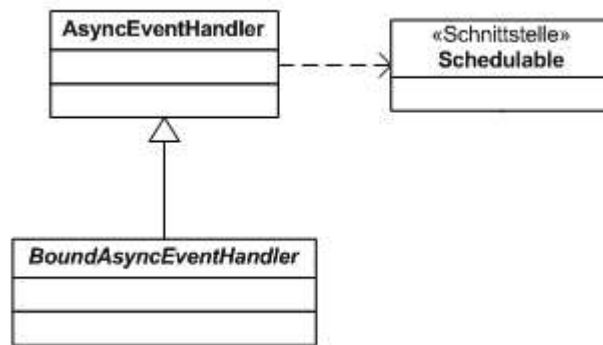 AsyncEventHandler
«Schnittstelle»
Schedulable
BoundAsyncEventHandler